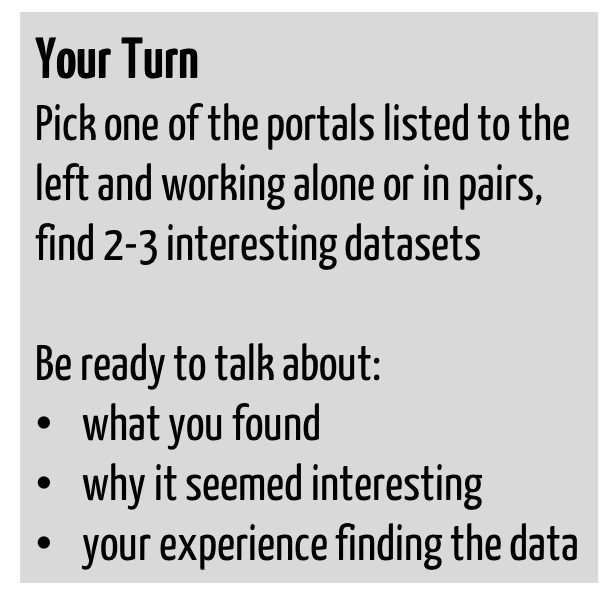 Your Turn
Pick one of the portals listed to the
left and working alone or in pairs,
find 2-3 interesting datasets
Be ready to talk about:
• what you found
• why it seemed interesting
• your experience finding the data